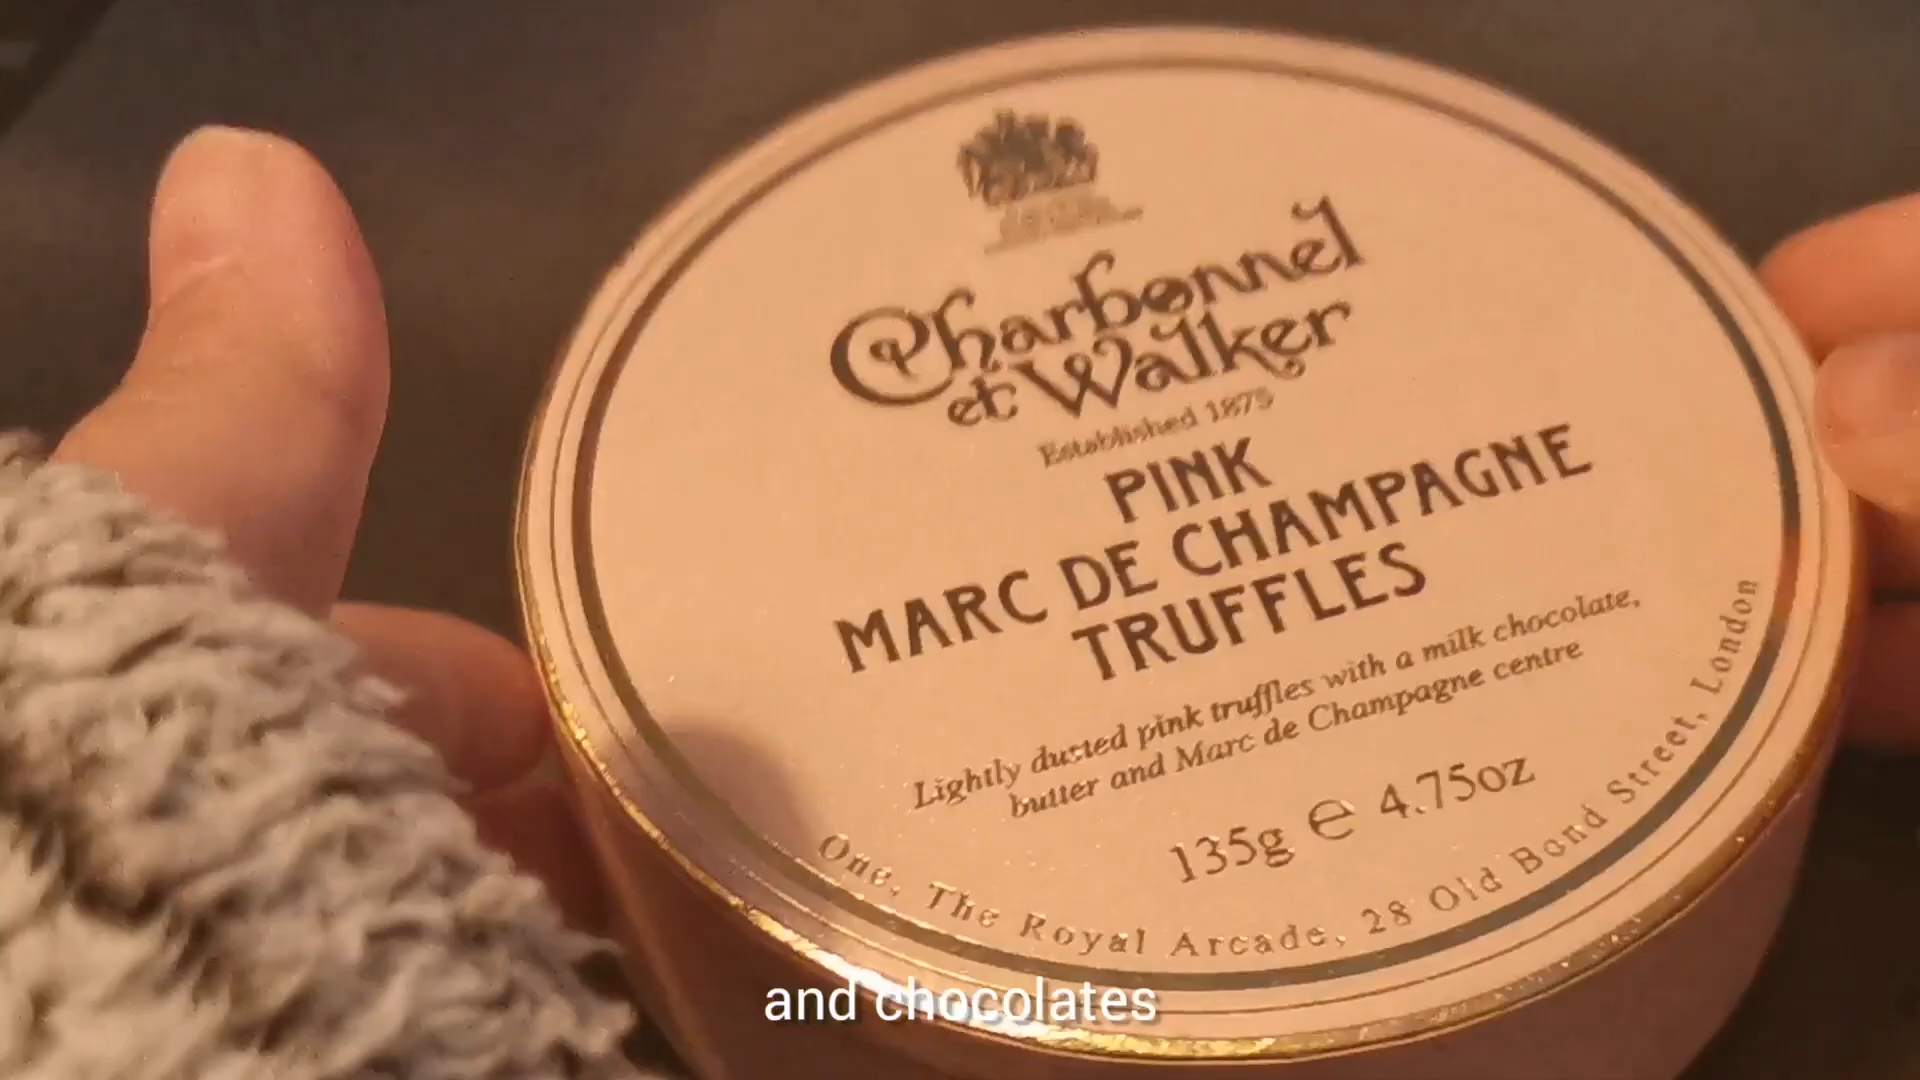 Charbonnel
et Walker
Established 1875
PINK
MARC DE CHAMPAGNE
TRUFFLES
Lightly dusted pink truffles with a milk chocolate,
butter and Marc de Champagne centre
135g e 4.75oz
One, The Royal Arcade, 28 Old Bond Street, London
and chocolates